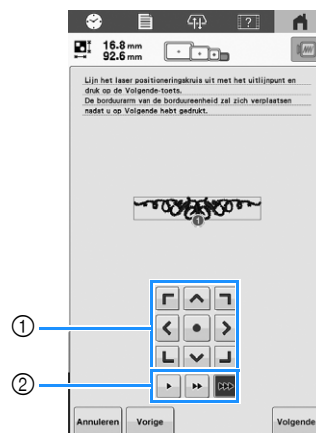 16.8 mm
92.6 mm
Lijn het laser positioneringskruis uit met het uitlijnpunt en
druk op de Volgende-toets.
De borduurarm van de borduureenheid zal zich verplaatsen
nadat u op Volgende hebt gedrukt.
1
①
②
Annuleren Vorige Volgende